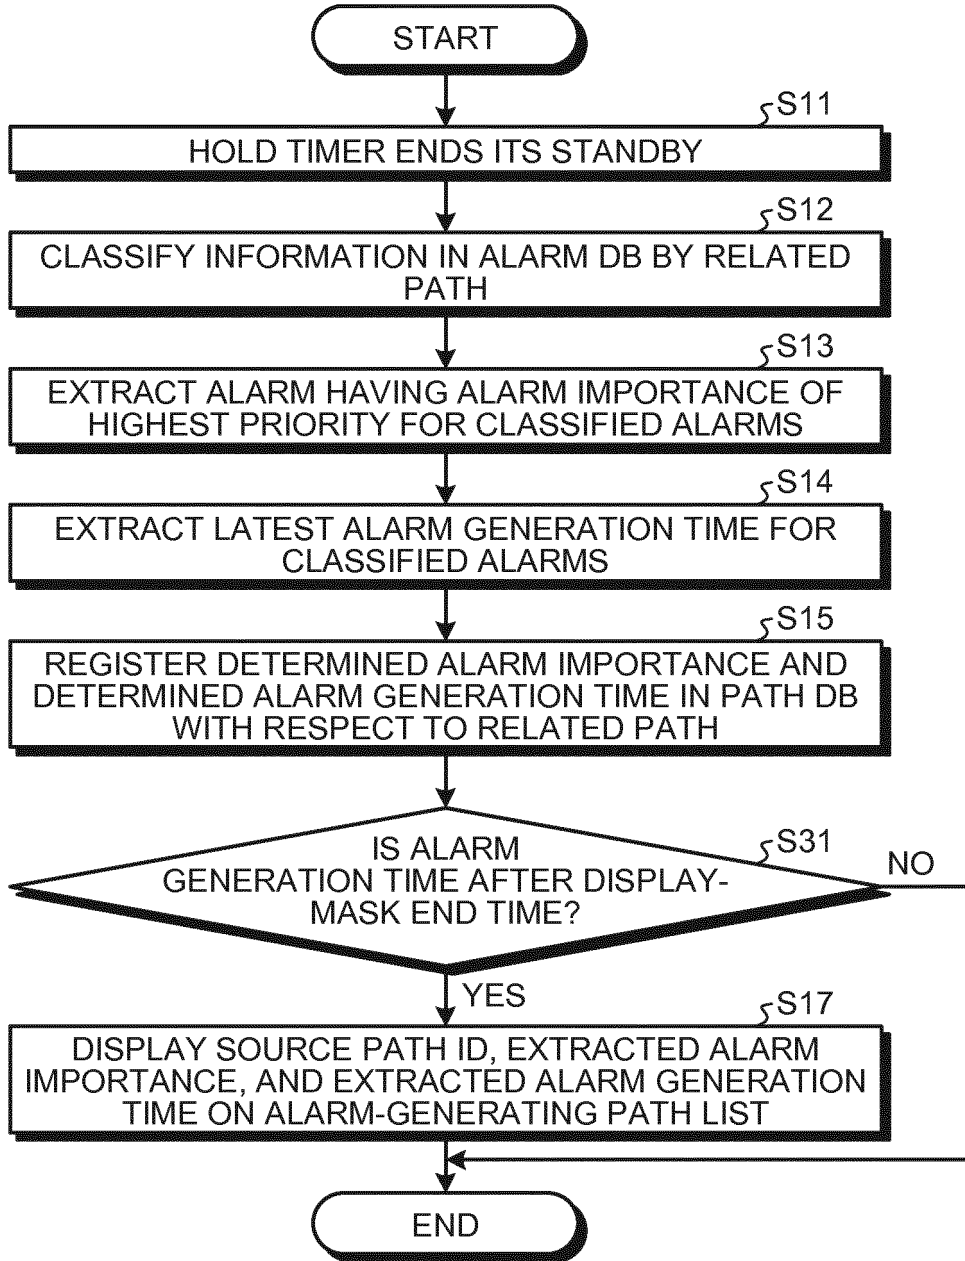 START
S11
HOLD TIMER ENDS ITS STANDBY
S12
CLASSIFY INFORMATION IN ALARM DB BY RELATED
PATH
S13
EXTRACT ALARM HAVING ALARM IMPORTANCE OF
HIGHEST PRIORITY FOR CLASSIFIED ALARMS
S14
EXTRACT LATEST ALARM GENERATION TIME FOR
CLASSIFIED ALARMS
S15
REGISTER DETERMINED ALARM IMPORTANCE AND
DETERMINED ALARM GENERATION TIME IN PATH DB
WITH RESPECT TO RELATED PATH
S31
IS ALARM
GENERATION TIME AFTER DISPLAY-
MASK END TIME?
NO
YES
S17
DISPLAY SOURCE PATH ID, EXTRACTED ALARM
IMPORTANCE, AND EXTRACTED ALARM GENERATION
TIME ON ALARM-GENERATING PATH LIST
END